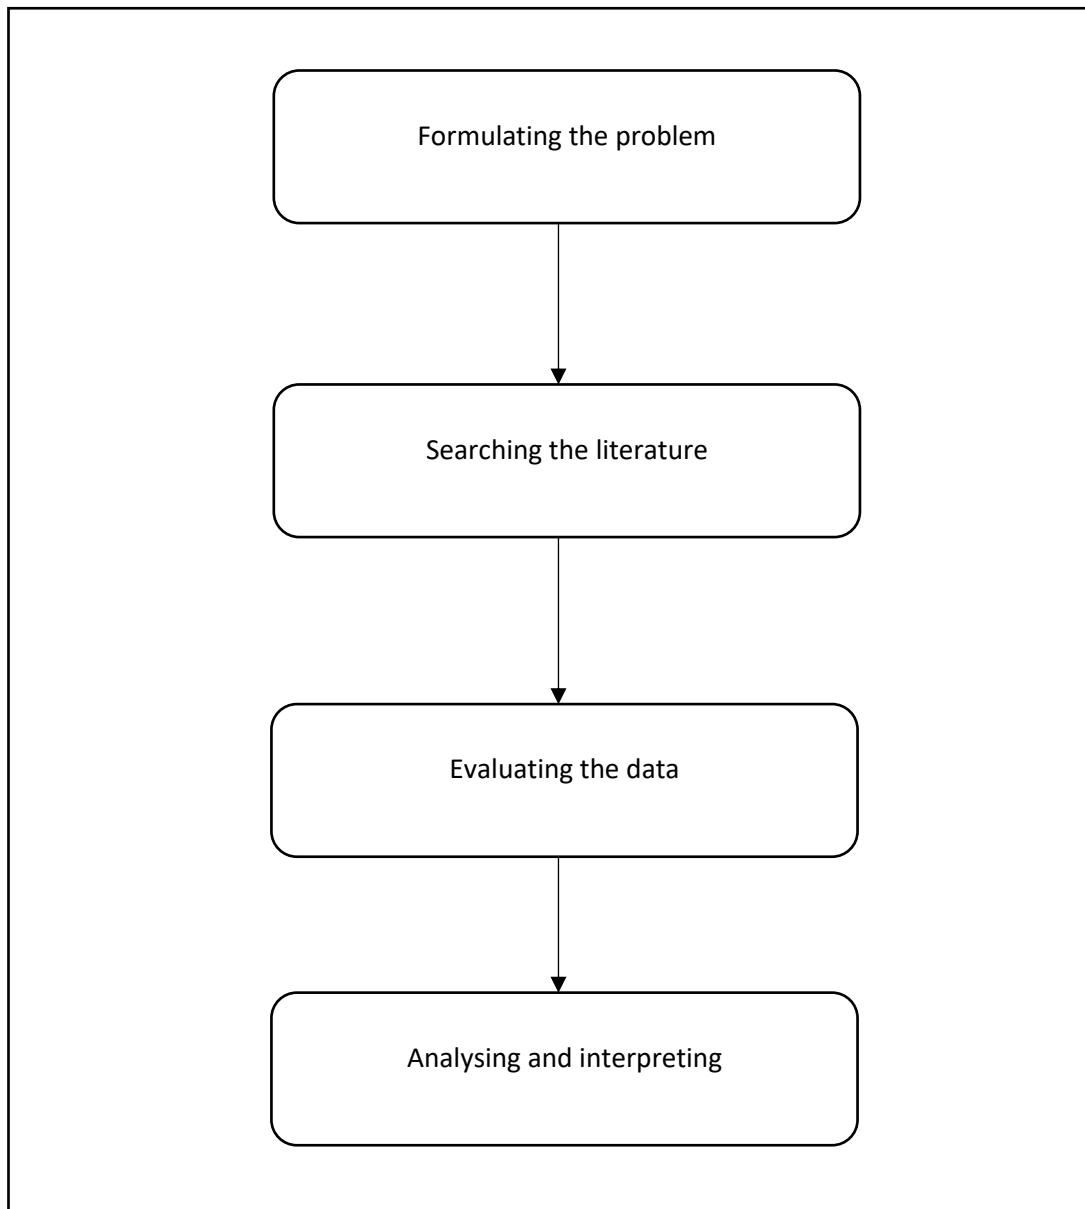 Formulating the problem
Searching the literature
Evaluating the data
Analysing and interpreting